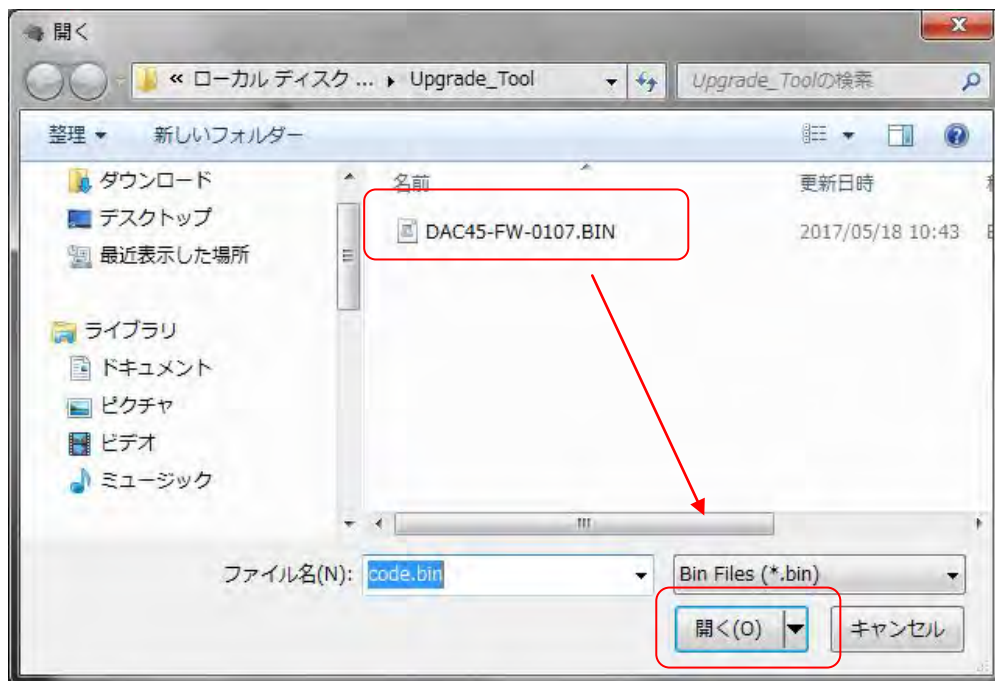 開く
« ローカル ディスク ... ▸ Upgrade_Tool
Upgrade_Toolの検索
整理 ▼ 新しいフォルダー
ダウンロード
デスクトップ
最近表示した場所
ライブラリ
ドキュメント
ピクチャ
ビデオ
ミュージック
名前 更新日時
DAC45-FW-0107.BIN 2017/05/18 10:43
ファイル名(N): code.bin
Bin Files (*.bin)
開く(O) キャンセル